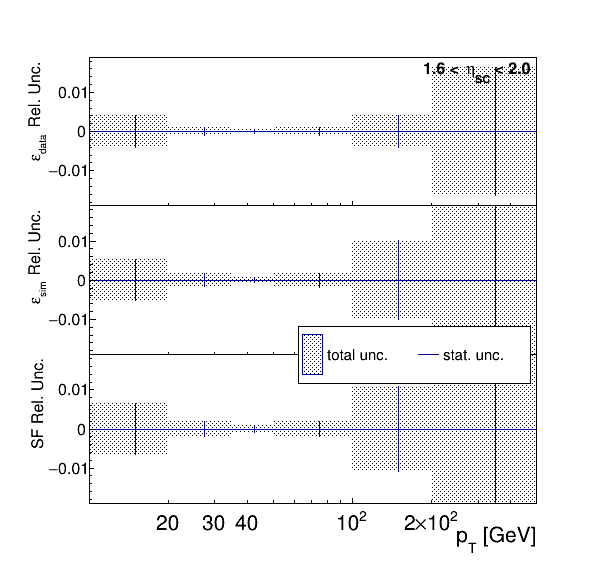 1.6 < η_SC < 2.0
ε_data Rel. Unc.
0.01
0
−0.01
ε_sim Rel. Unc.
0.01
0
−0.01
total unc. stat. unc.
SF Rel. Unc.
0.01
0
−0.01
20 30 40 10² 2×10²
p_T [GeV]